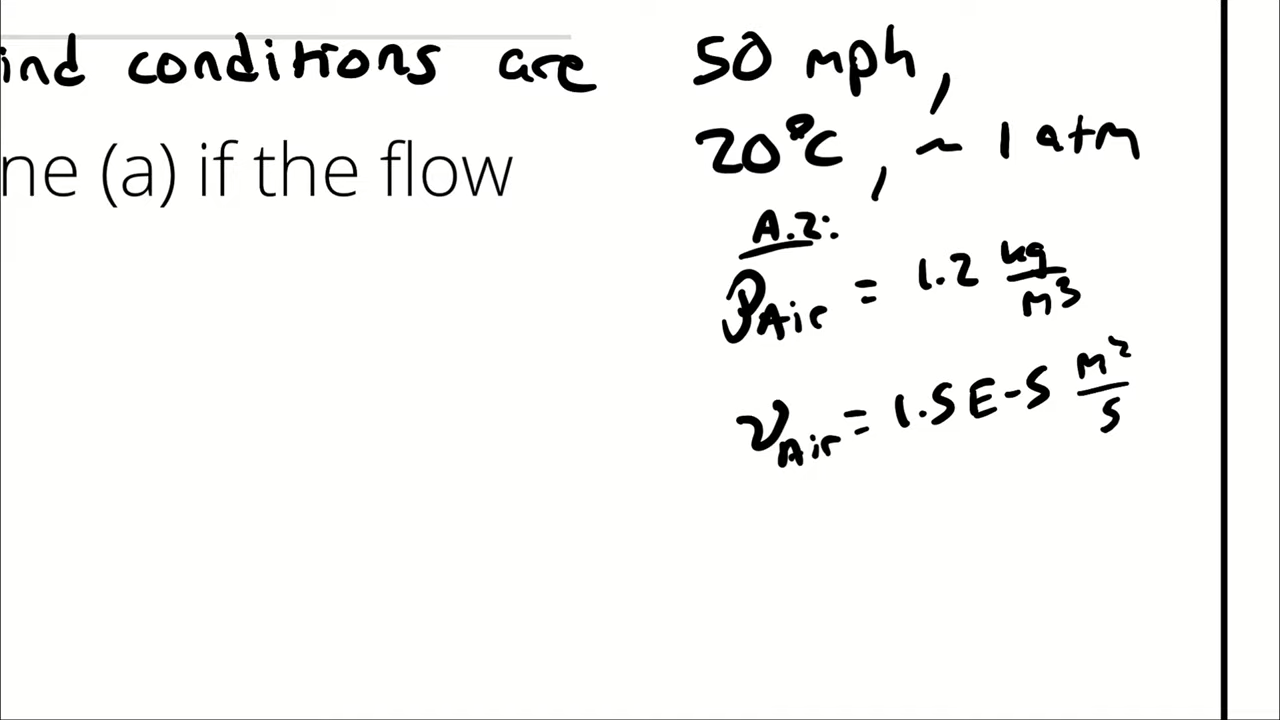 ind conditions are 50 mph,
20°C, ~ 1 atm
ne (a) if the flow
A.2:
ρAir = 1.2 kg/m³
νAir = 1.5E-5 m²/s